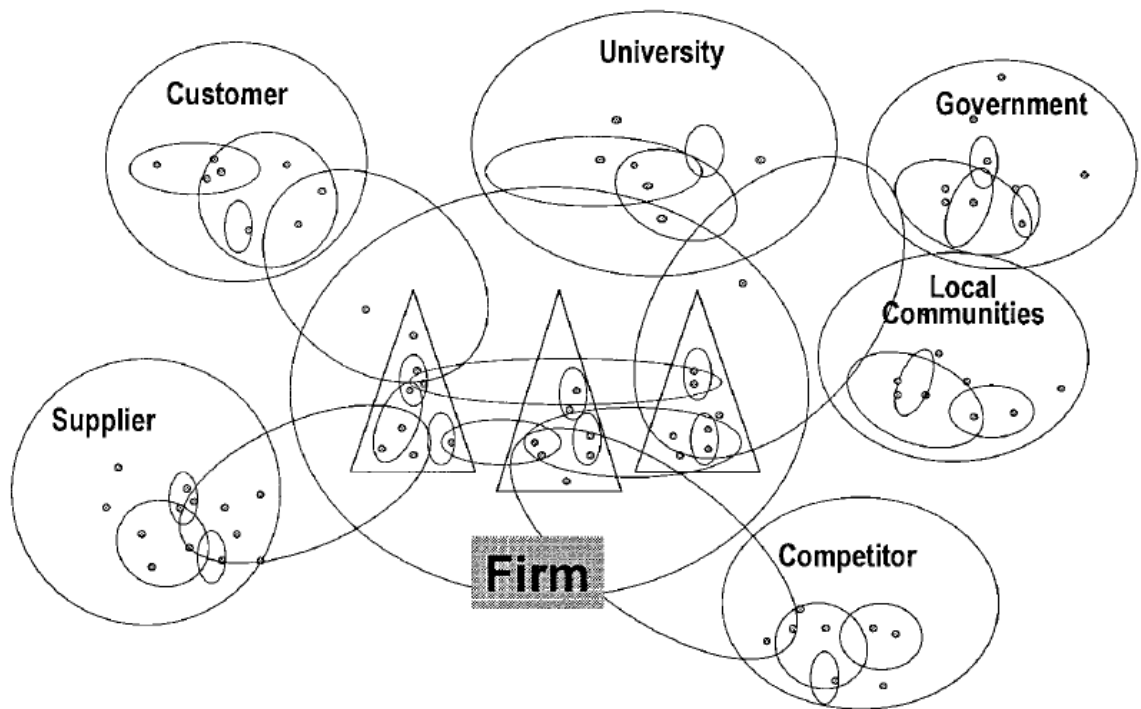 University
Customer
Government
Local
Communities
Supplier
Competitor
Firm